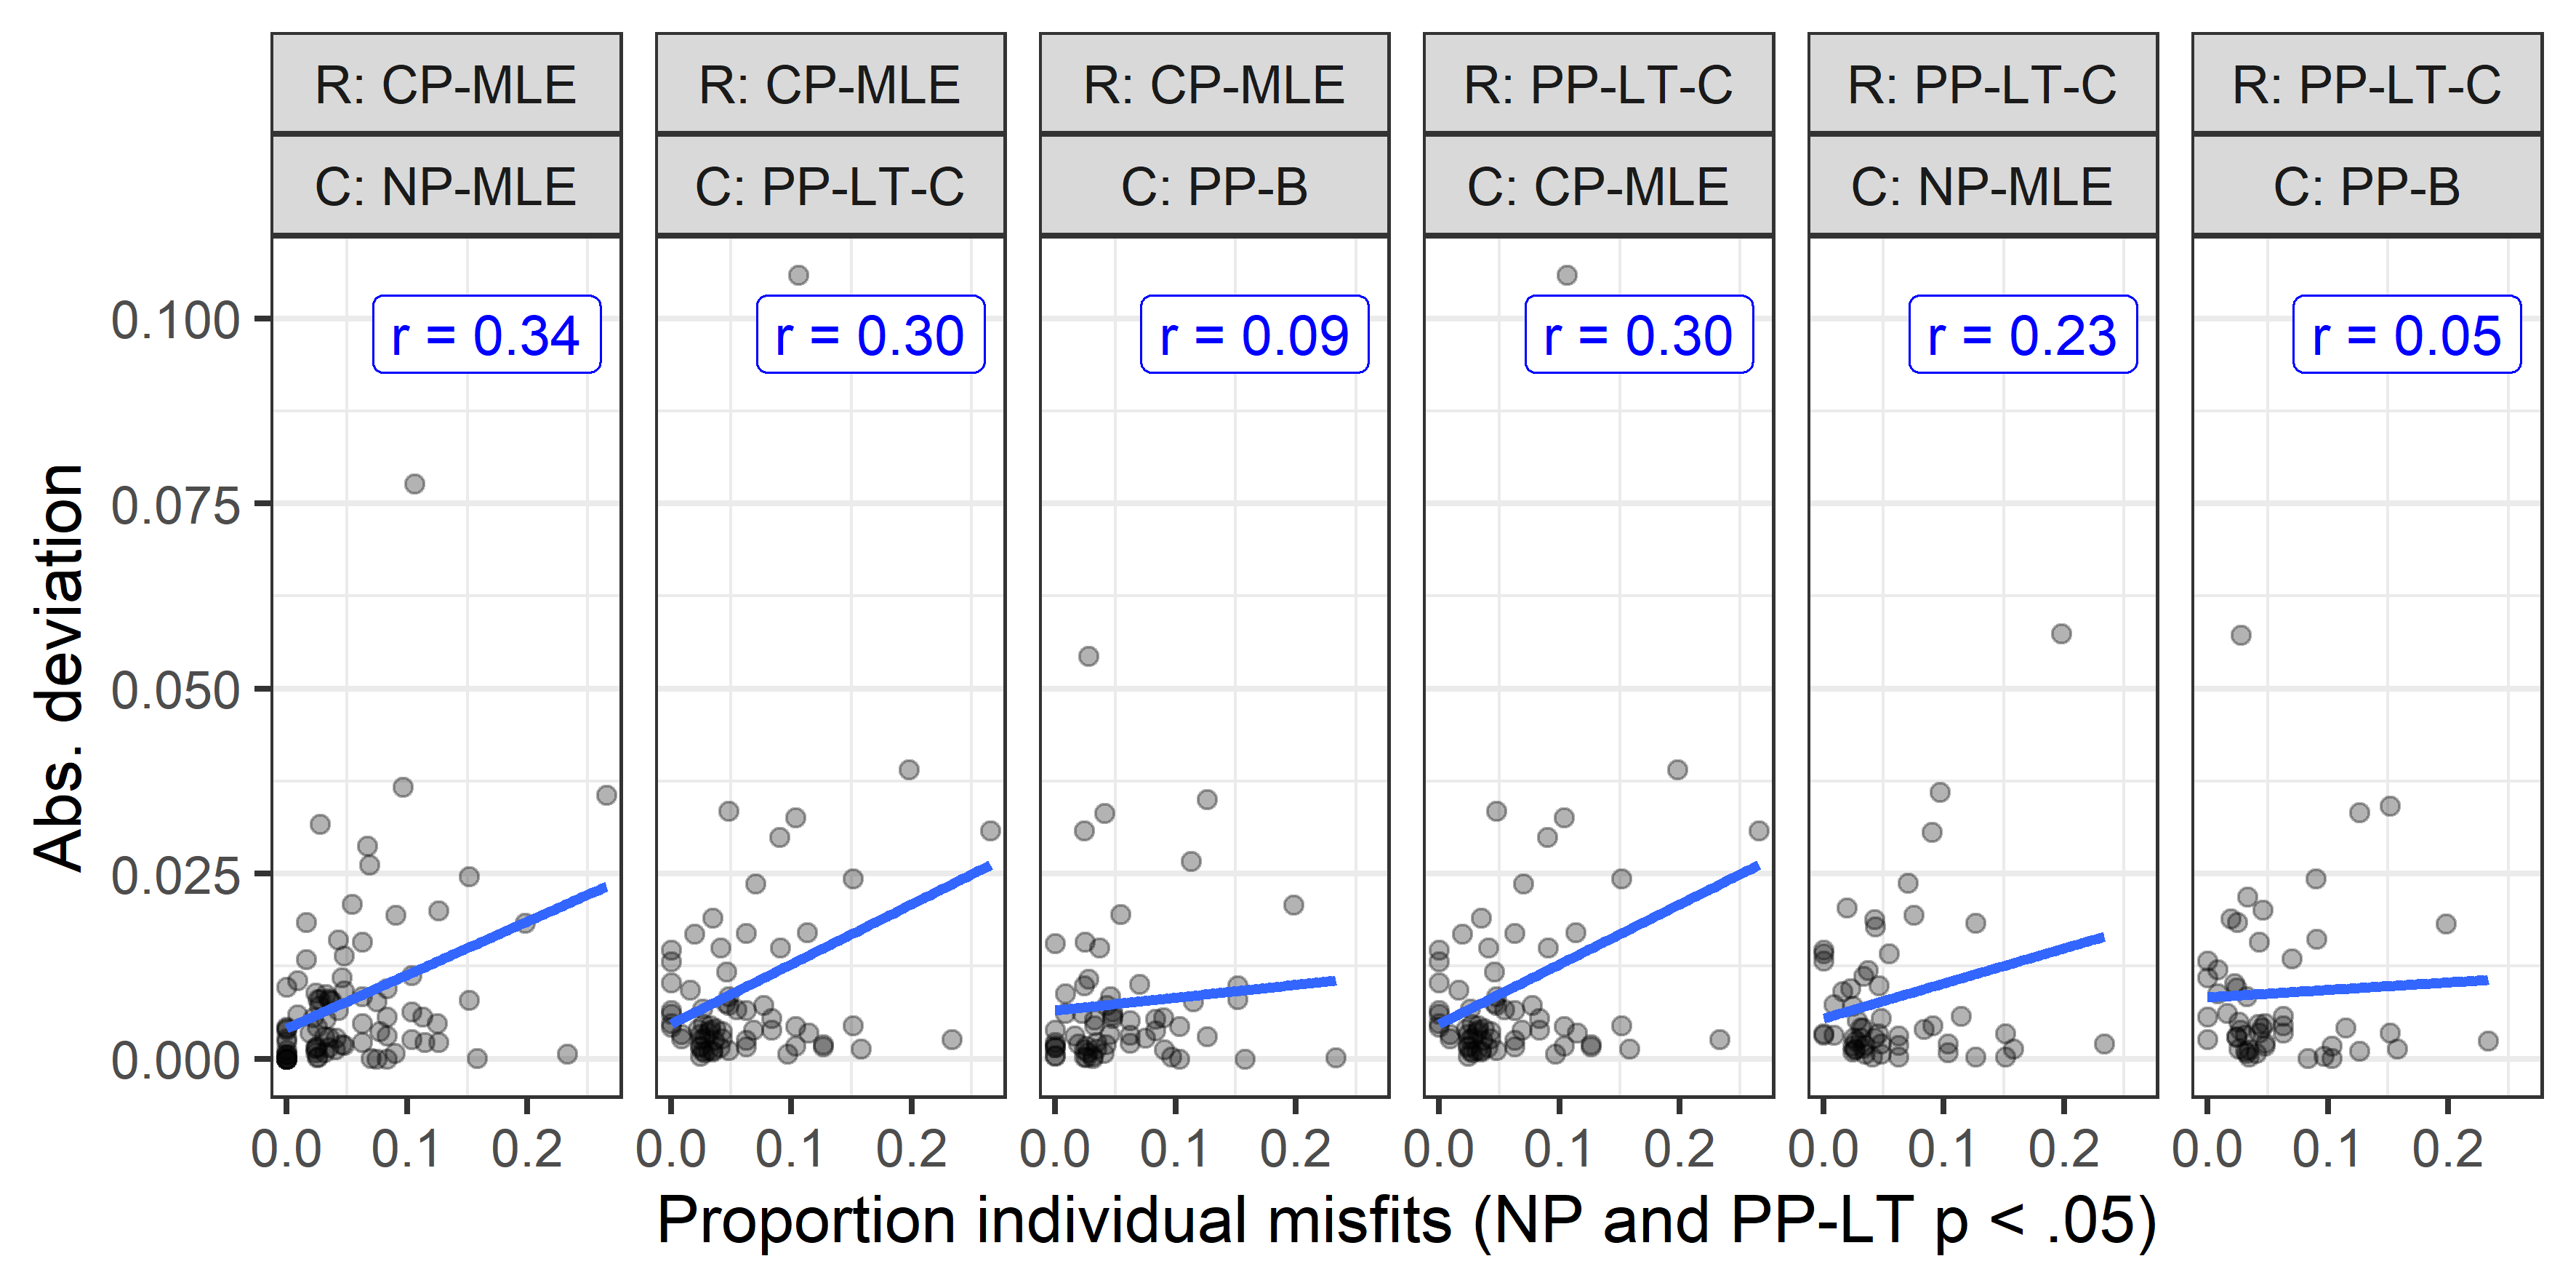 R: CP-MLE R: CP-MLE R: CP-MLE R: PP-LT-C R: PP-LT-C R: PP-LT-C
C: NP-MLE C: PP-LT-C C: PP-B C: CP-MLE C: NP-MLE C: PP-B
r = 0.34 r = 0.30 r = 0.09 r = 0.30 r = 0.23 r = 0.05
0.100
0.075
0.050
0.025
0.000
Abs. deviation
0.0 0.1 0.2 0.0 0.1 0.2 0.0 0.1 0.2 0.0 0.1 0.2 0.0 0.1 0.2 0.0 0.1 0.2
Proportion individual misfits (NP and PP-LT p < .05)